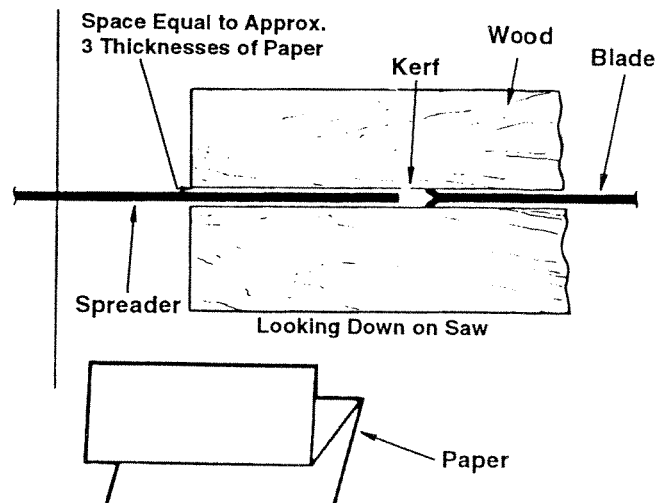 Space Equal to Approx.
3 Thicknesses of Paper
Wood
Kerf
Blade
Spreader
Looking Down on Saw
Paper